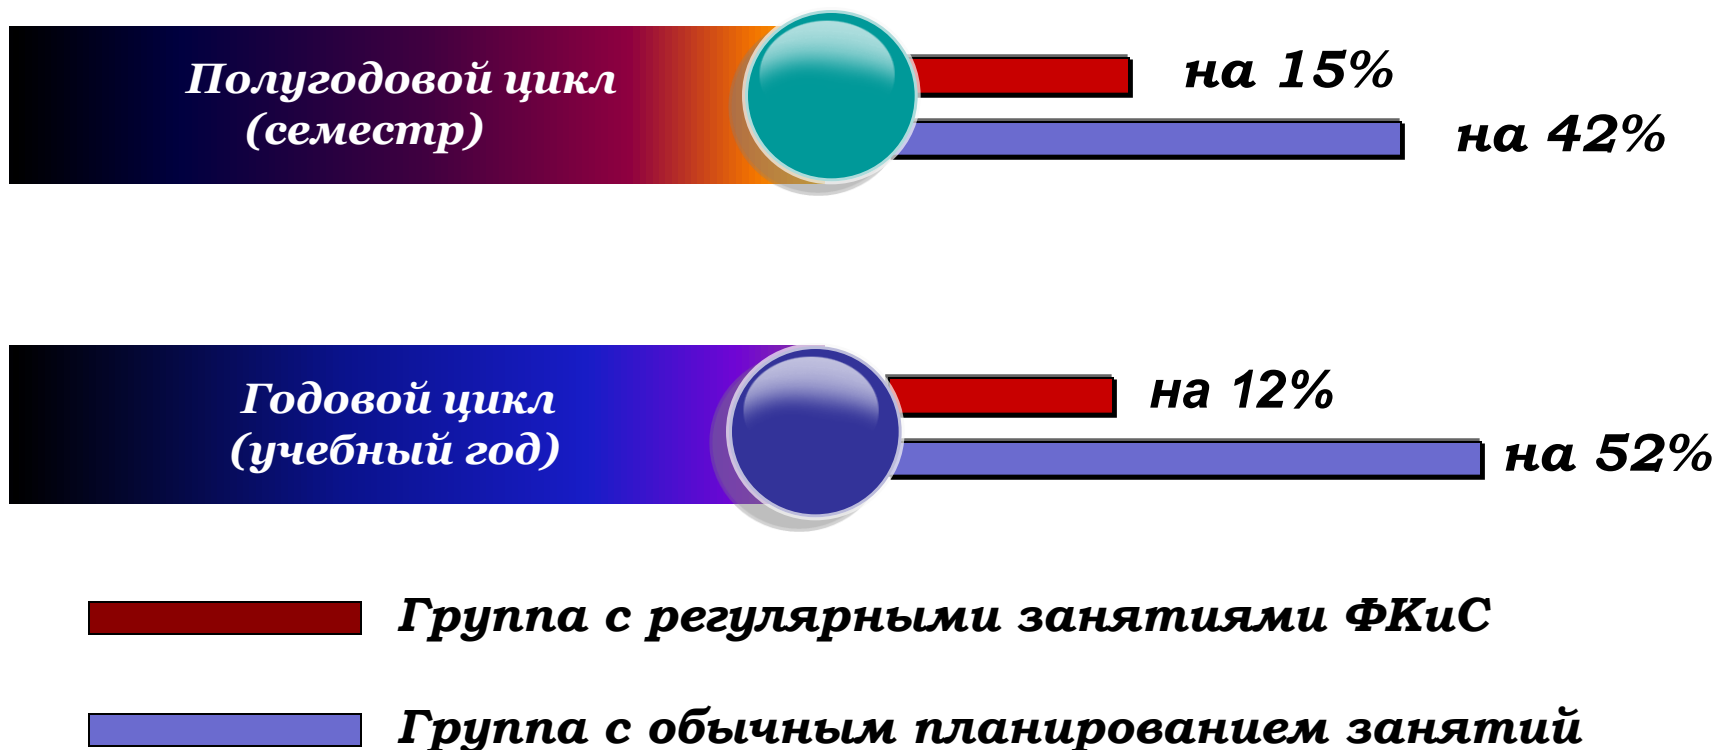 Полугодовой цикл
(семестр)
на 15%
на 42%
Годовой цикл
(учебный год)
на 12%
на 52%
Группа с регулярными занятиями ФКиС
Группа с обычным планированием занятий